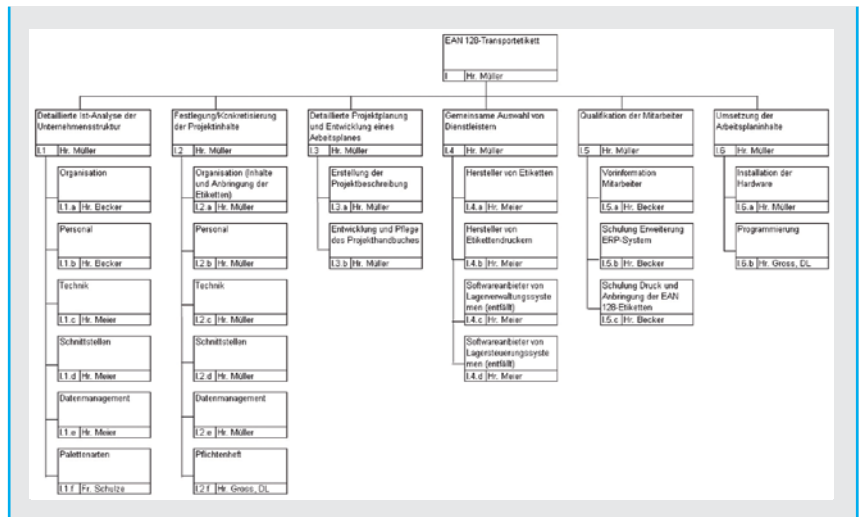 EAN 128-Transportetikett
I Hr. Müller
Detaillierte Ist-Analyse der
Unternehmensstruktur
I.1 Hr. Müller
Organisation
I.1.a Hr. Becker
Personal
I.1.b Hr. Becker
Technik
I.1.c Hr. Meier
Schnittstellen
I.1.d Hr. Meier
Datenmanagement
I.1.e Hr. Meier
Palettenarten
I.1.f Fr. Schulze
Festlegung/Konkretisierung
der Projektinhalte
I.2 Hr. Müller
Organisation (Inhalte
und Anbringung der
Etiketten)
I.2.a Hr. Müller
Personal
I.2.b Hr. Müller
Technik
I.2.c Hr. Müller
Schnittstellen
I.2.d Hr. Müller
Datenmanagement
I.2.e Hr. Müller
Pflichtenheft
I.2.f Hr. Gross, DL
Detaillierte Projektplanung
und Entwicklung eines
Arbeitsplanes
I.3 Hr. Müller
Erstellung der
Projektbeschreibung
I.3.a Hr. Müller
Entwicklung und Pflege
des Projekthandbuches
I.3.b Hr. Müller
Gemeinsame Auswahl von
Dienstleistern
I.4 Hr. Müller
Hersteller von Etiketten
I.4.a Hr. Meier
Hersteller von
Etikettendruckern
I.4.b Hr. Meier
Softwareanbieter von
Lagerverwaltungssyste
men (entfällt)
I.4.c Hr. Meier
Softwareanbieter von
Lagersteuerungssyste
men (entfällt)
I.4.d Hr. Meier
Qualifikation der Mitarbeiter
I.5 Hr. Müller
Vorinformation
Mitarbeiter
I.5.a Hr. Becker
Schulung Erweiterung
ERP-System
I.5.b Hr. Becker
Schulung Druck und
Anbringung der EAN
128-Etiketten
I.5.c Hr. Becker
Umsetzung der
Arbeitsplaninhalte
I.6 Hr. Müller
Installation der
Hardware
I.6.a Hr. Müller
Programmierung
I.6.b Hr. Gross, DL